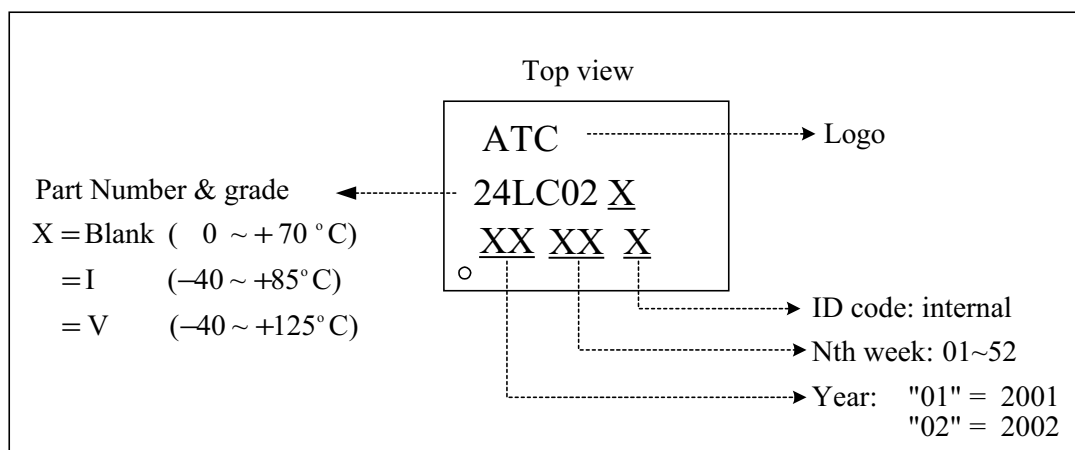 Top view
ATC
Logo
Part Number & grade
24LC02 X
X = Blank ( 0 ~ + 70 °C)
XX XX X
= I (−40 ~ +85°C)
= V (−40 ~ +125°C)
ID code: internal
Nth week: 01~52
Year: "01" = 2001
"02" = 2002